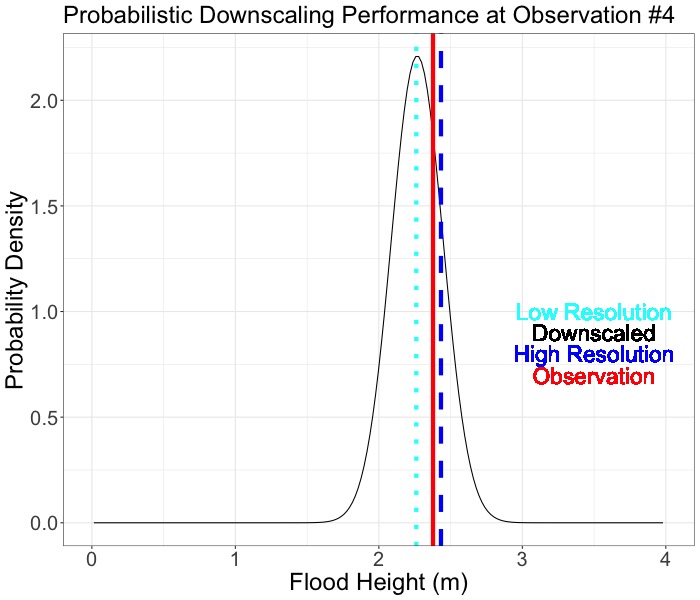 Probabilistic Downscaling Performance at Observation #4
Probability Density
2.0
1.5
1.0
0.5
0.0
Low Resolution
Downscaled
High Resolution
Observation
0 1 2 3 4
Flood Height (m)